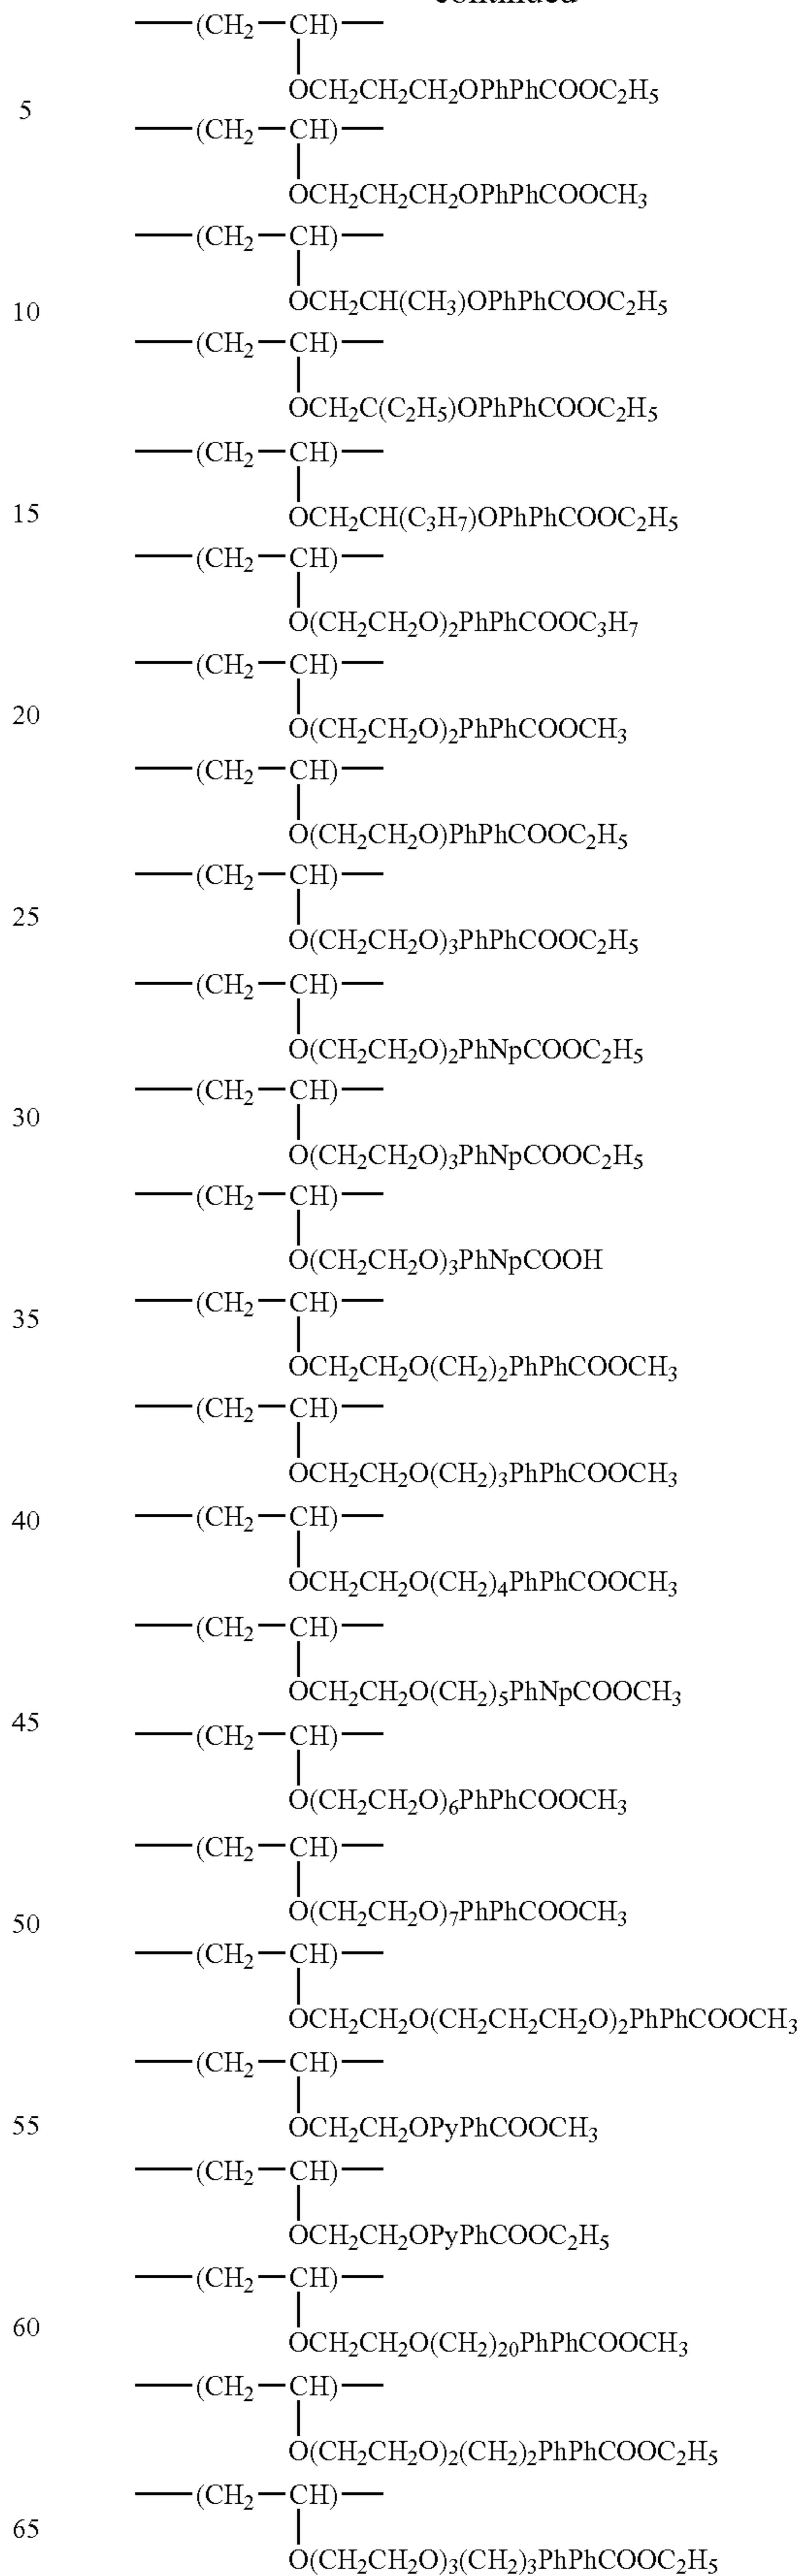 continued
—(CH₂—CH)—
OCH₂CH₂CH₂OPhPhCOOC₂H₅
5
—(CH₂—CH)—
OCH₂CH₂CH₂OPhPhCOOCH₃
—(CH₂—CH)—
OCH₂CH(CH₃)OPhPhCOOC₂H₅
10
—(CH₂—CH)—
OCH₂C(C₂H₅)OPhPhCOOC₂H₅
—(CH₂—CH)—
15
OCH₂CH(C₃H₇)OPhPhCOOC₂H₅
—(CH₂—CH)—
O(CH₂CH₂O)₂PhPhCOOC₃H₇
—(CH₂—CH)—
20
O(CH₂CH₂O)₂PhPhCOOCH₃
—(CH₂—CH)—
O(CH₂CH₂O)PhPhCOOC₂H₅
—(CH₂—CH)—
25
O(CH₂CH₂O)₃PhPhCOOC₂H₅
—(CH₂—CH)—
O(CH₂CH₂O)₂PhNpCOOC₂H₅
—(CH₂—CH)—
30
O(CH₂CH₂O)₃PhNpCOOC₂H₅
—(CH₂—CH)—
O(CH₂CH₂O)₃PhNpCOOH
—(CH₂—CH)—
35
OCH₂CH₂O(CH₂)₂PhPhCOOCH₃
—(CH₂—CH)—
OCH₂CH₂O(CH₂)₃PhPhCOOCH₃
—(CH₂—CH)—
40
OCH₂CH₂O(CH₂)₄PhPhCOOCH₃
—(CH₂—CH)—
OCH₂CH₂O(CH₂)₅PhNpCOOCH₃
45
—(CH₂—CH)—
O(CH₂CH₂O)₆PhPhCOOCH₃
—(CH₂—CH)—
O(CH₂CH₂O)₇PhPhCOOCH₃
50
—(CH₂—CH)—
OCH₂CH₂O(CH₂CH₂CH₂O)₂PhPhCOOCH₃
—(CH₂—CH)—
55
OCH₂CH₂OPyPhCOOCH₃
—(CH₂—CH)—
OCH₂CH₂OPyPhCOOC₂H₅
—(CH₂—CH)—
60
OCH₂CH₂O(CH₂)₂₀PhPhCOOCH₃
—(CH₂—CH)—
O(CH₂CH₂O)₂(CH₂)₂PhPhCOOC₂H₅
—(CH₂—CH)—
65
O(CH₂CH₂O)₃(CH₂)₃PhPhCOOC₂H₅